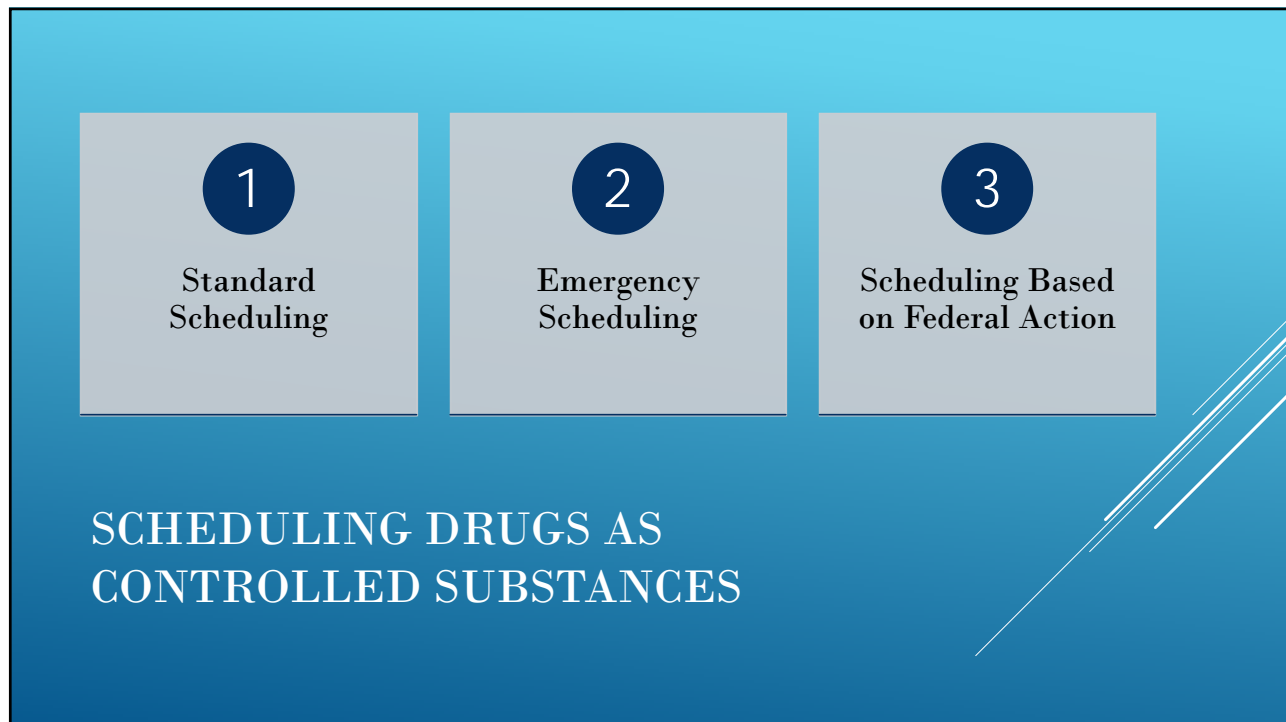 1
Standard
Scheduling
2
Emergency
Scheduling
3
Scheduling Based
on Federal Action
SCHEDULING DRUGS AS
CONTROLLED SUBSTANCES